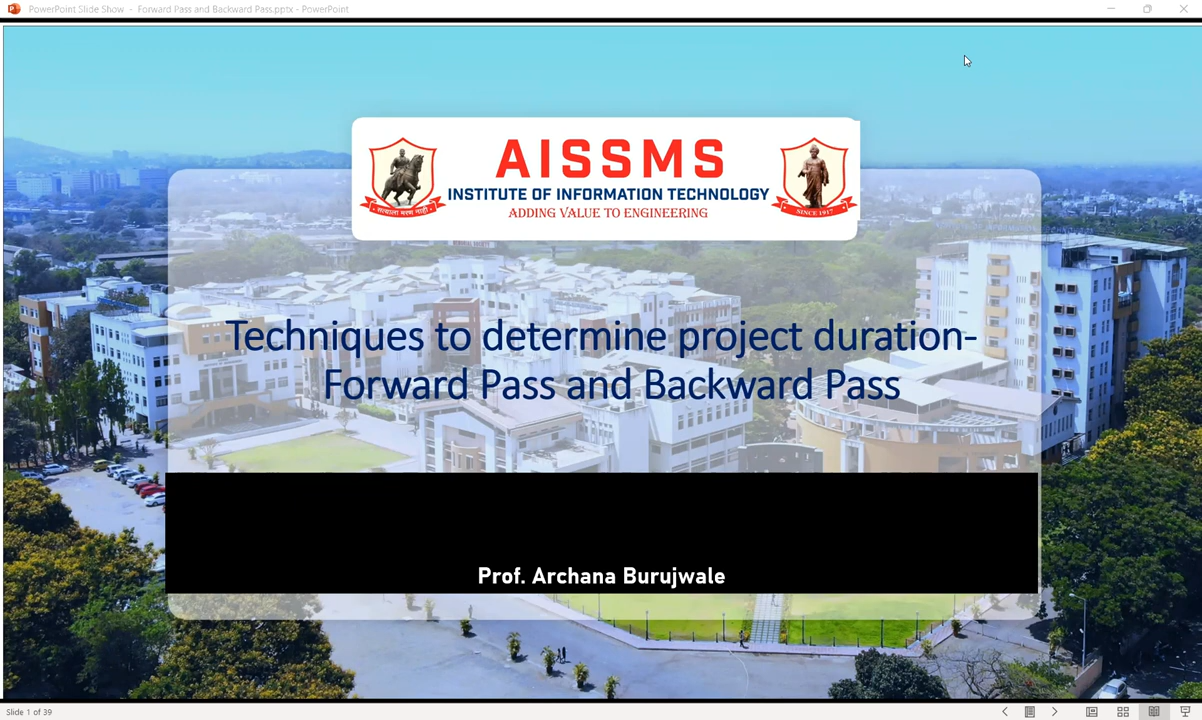 PowerPoint Slide Show - Forward Pass and Backward Pass.pptx - PowerPoint
AISSMS
INSTITUTE OF INFORMATION TECHNOLOGY
ADDING VALUE TO ENGINEERING
सत्याला मरण नाही
SINCE 1917
Techniques to determine project duration-
Forward Pass and Backward Pass
Prof. Archana Burujwale
Slide 1 of 39